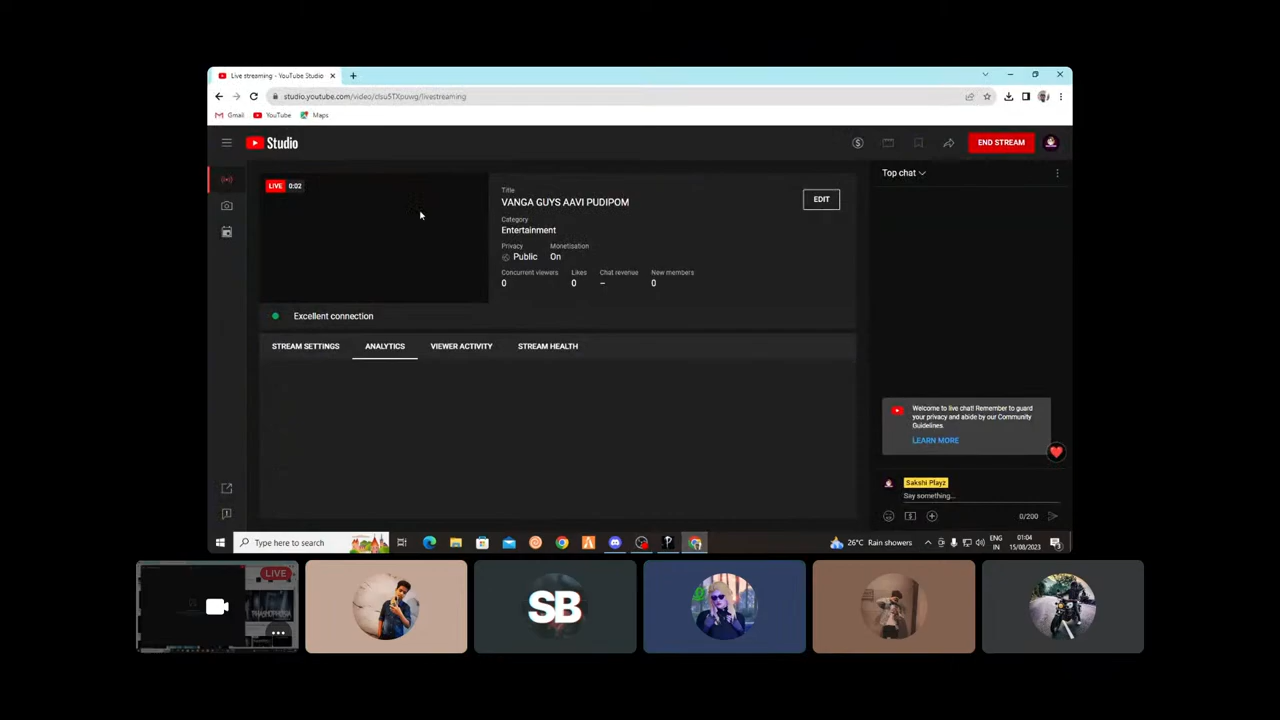 Live streaming - YouTube Studio
studio.youtube.com/video/clsu5TXpuwg/livestreaming
Gmail YouTube Maps
Studio
END STREAM
LIVE 0:02
Title
VANGA GUYS AAVI PUDIPOM
EDIT
Category
Entertainment
Privacy Monetisation
Public On
Concurrent viewers Likes Chat revenue New members
0 0 – 0
Excellent connection
STREAM SETTINGS ANALYTICS VIEWER ACTIVITY STREAM HEALTH
Top chat
Welcome to live chat! Remember to guard
your privacy and abide by our Community
Guidelines.
LEARN MORE
Sakshi Playz
Say something...
0/200
Type here to search
26°C Rain showers
ENG
IN
01:04
15/08/2023
LIVE
SB